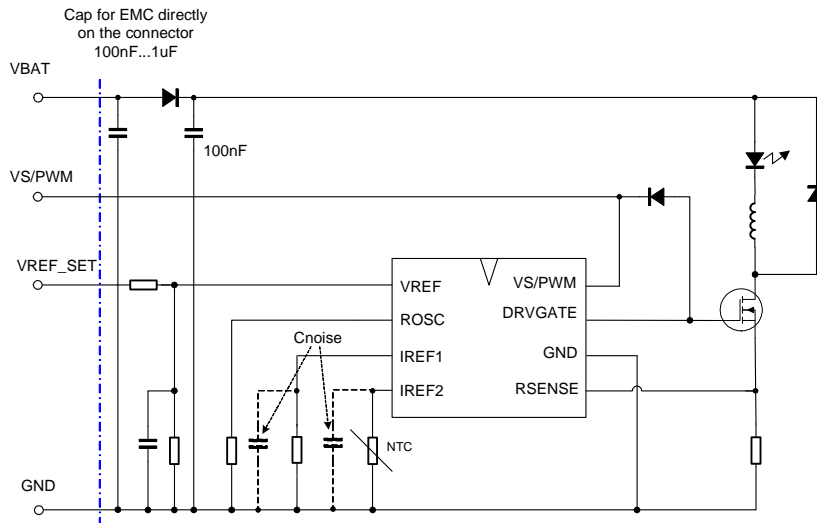 Cap for EMC directly
on the connector
100nF...1uF
VBAT
100nF
VS/PWM
VREF_SET
VREF
VS/PWM
ROSC
DRVGATE
Cnoise
IREF1
GND
IREF2
RSENSE
NTC
GND